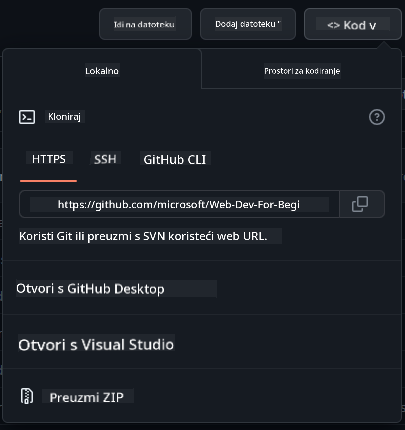 Idi na datoteku
Dodaj datoteku "
<> Kod v
Lokalno
Prostori za kodiranje
Kloniraj
?
HTTPS
SSH
GitHub CLI
https://github.com/microsoft/Web-Dev-For-Begi
Koristi Git ili preuzmi s SVN koristeći web URL.
Otvori s GitHub Desktop
Otvori s Visual Studio
Preuzmi ZIP